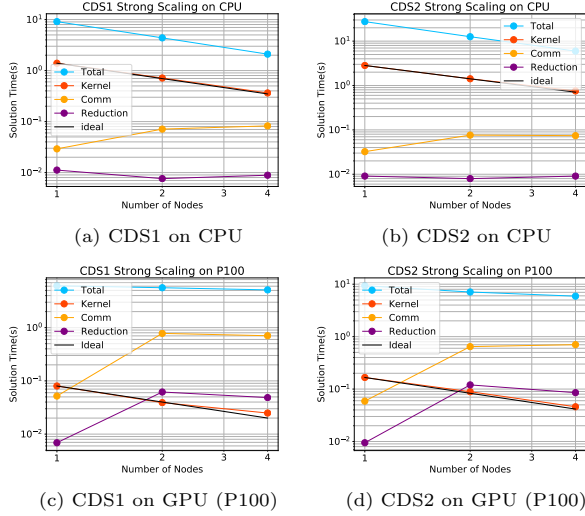 CDS1 Strong Scaling on CPU
Solution Time(s)
10^1
10^0
10^-1
10^-2
Total
Kernel
Comm
Reduction
ideal
1
2
3
4
Number of Nodes
(a) CDS1 on CPU
CDS2 Strong Scaling on CPU
Solution Time(s)
10^1
10^0
10^-1
10^-2
Total
Kernel
Comm
Reduction
ideal
1
2
3
4
Number of Nodes
(b) CDS2 on CPU
CDS1 Strong Scaling on P100
Solution Time(s)
10^0
10^-1
10^-2
Total
Kernel
Comm
Reduction
Ideal
1
2
3
4
Number of Nodes
(c) CDS1 on GPU (P100)
CDS2 Strong Scaling on P100
Solution Time(s)
10^1
10^0
10^-1
10^-2
Total
Kernel
Comm
Reduction
Ideal
1
2
3
4
Number of Nodes
(d) CDS2 on GPU (P100)